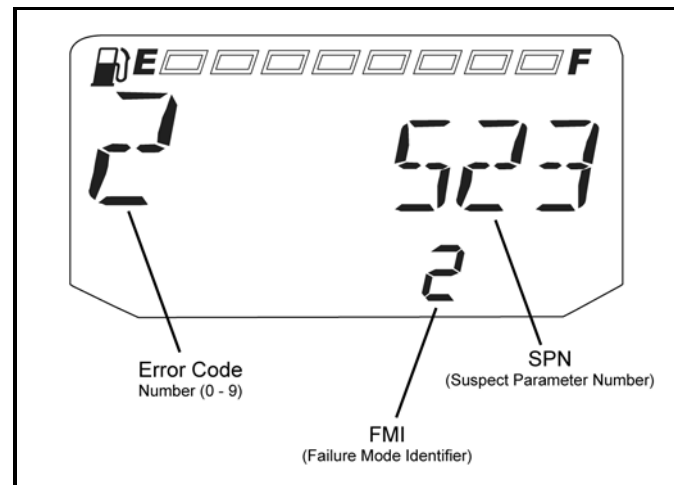 E F
2 523
2
Error Code
Number (0 - 9)
SPN
(Suspect Parameter Number)
FMI
(Failure Mode Identifier)